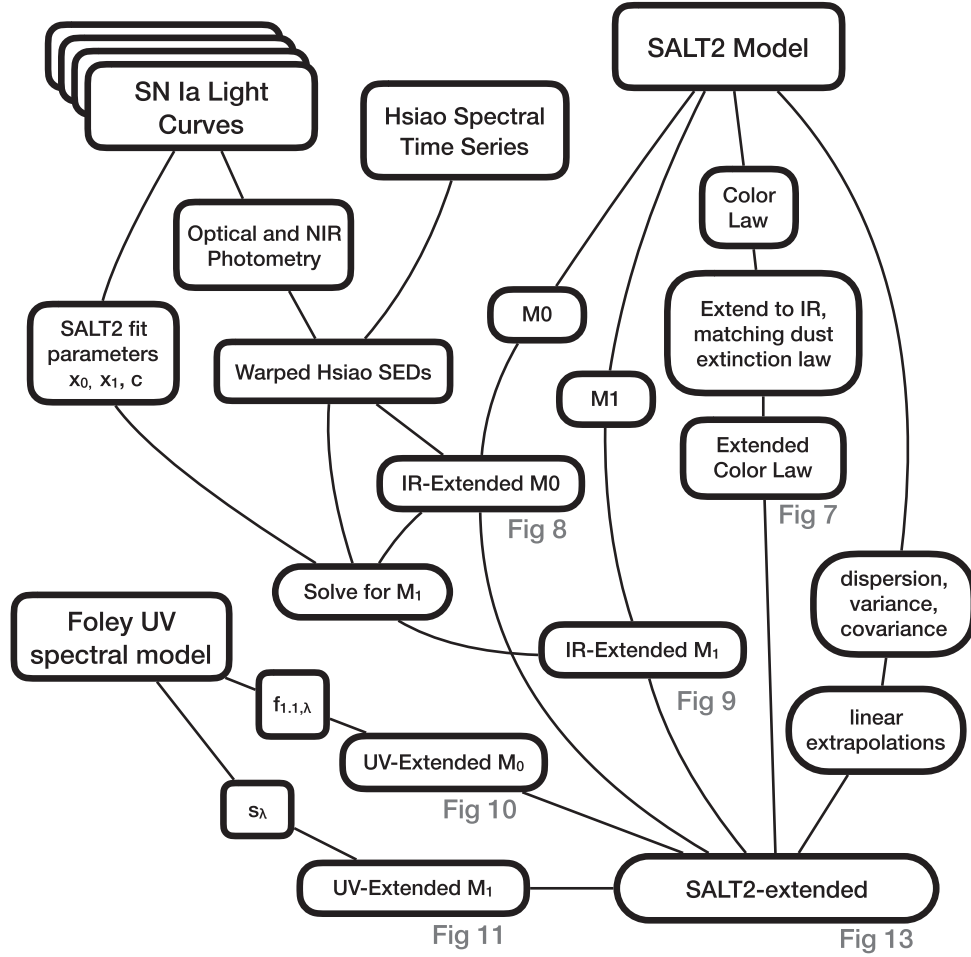 SALT2 Model
SN Ia Light
Curves
Hsiao Spectral
Time Series
Color
Law
Optical and NIR
Photometry
M0
Extend to IR,
matching dust
extinction law
SALT2 fit
parameters
x₀, x₁, c
Warped Hsiao SEDs
M1
Extended
Color Law
Fig 7
IR-Extended M0
Fig 8
Solve for M₁
dispersion,
variance,
covariance
Foley UV
spectral model
IR-Extended M₁
Fig 9
f₁.₁,λ
linear
extrapolations
UV-Extended M₀
Fig 10
sλ
UV-Extended M₁
Fig 11
SALT2-extended
Fig 13